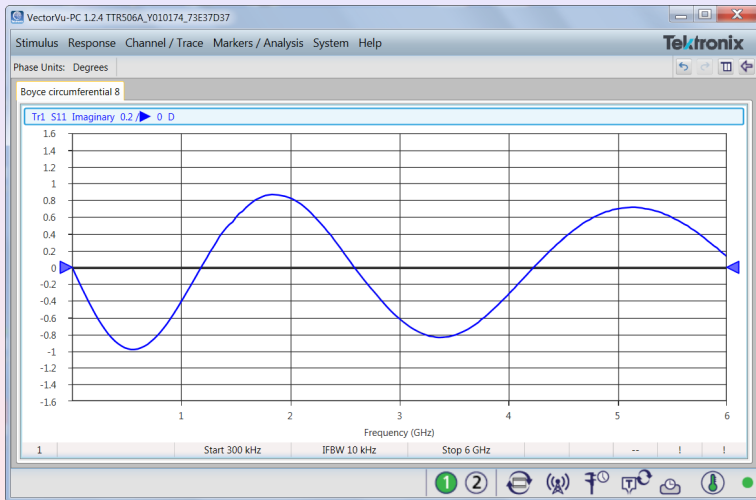 VectorVu-PC 1.2.4 TTR506A_Y010174_73E37D37
Stimulus Response Channel / Trace Markers / Analysis System Help
Tektronix
Phase Units: Degrees
Boyce circumferential 8
Tr1 S11 Imaginary 0.2 / 0 D
1.6
1.4
1.2
1
0.8
0.6
0.4
0.2
0
-0.2
-0.4
-0.6
-0.8
-1
-1.2
-1.4
-1.6
1 2 3 4 5 6
Frequency (GHz)
1 Start 300 kHz IFBW 10 kHz Stop 6 GHz -- ! !
1 2 T